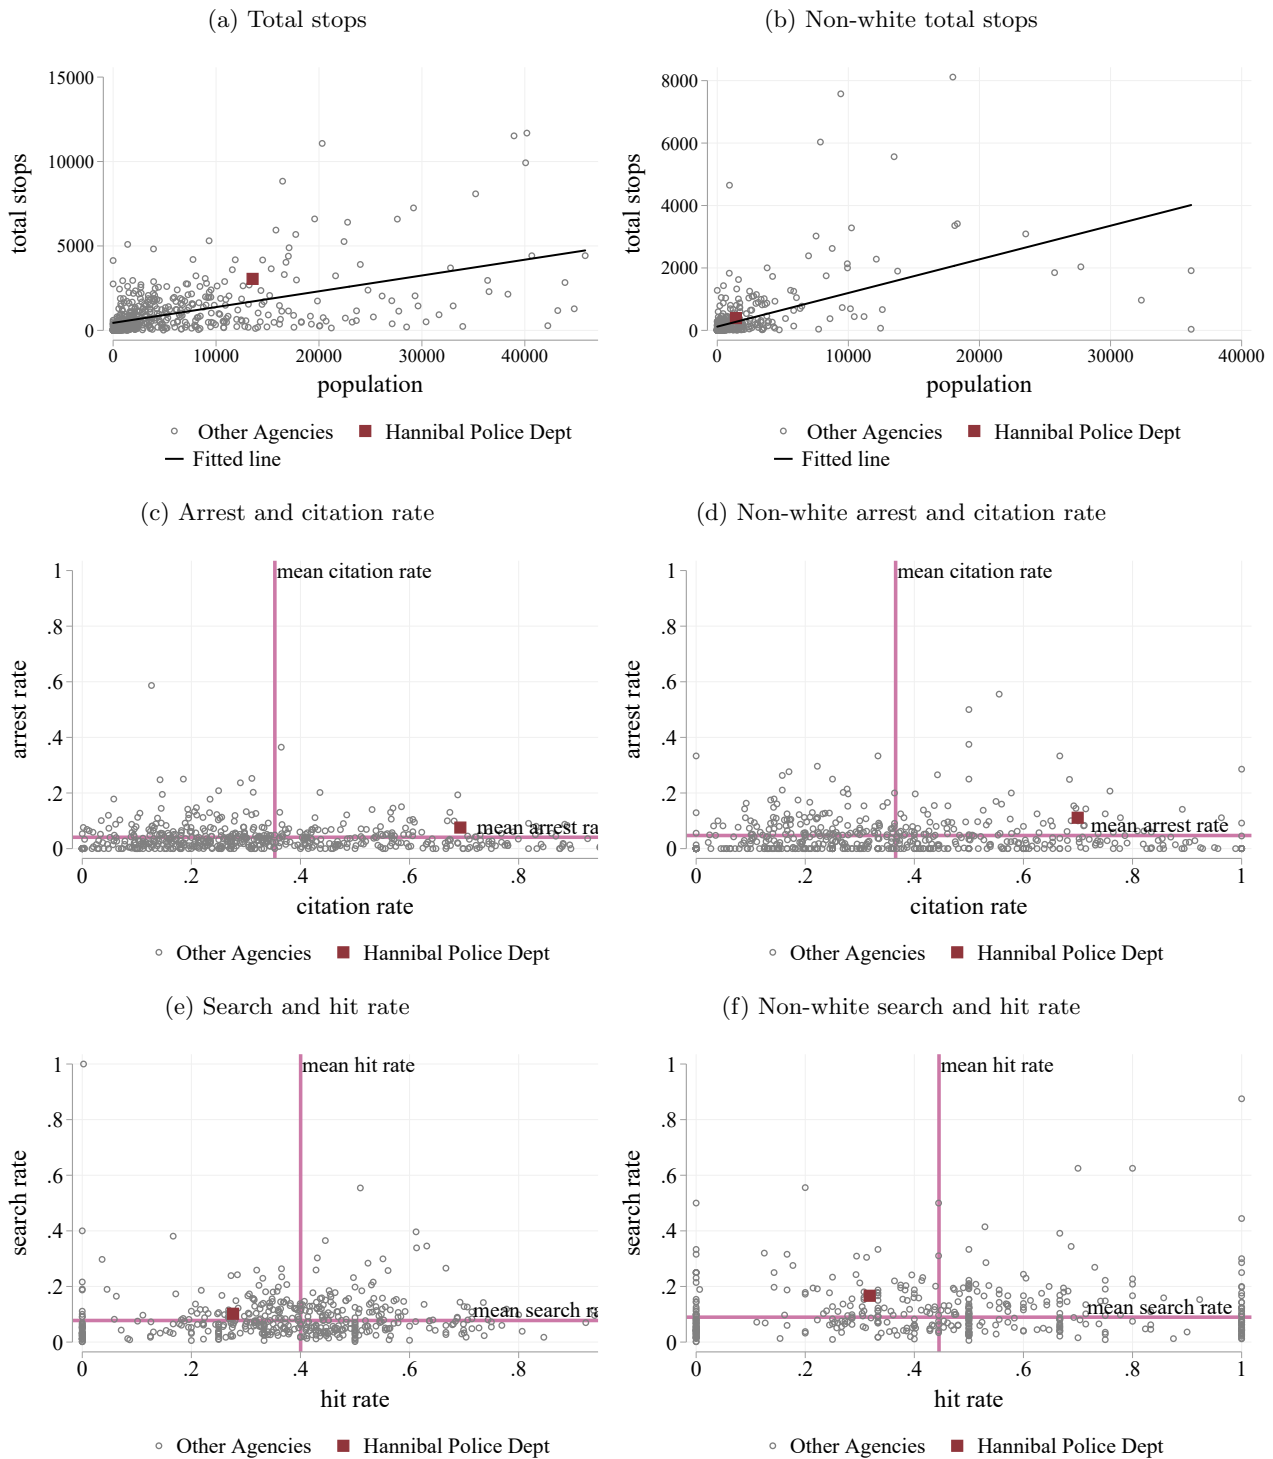 (a) Total stops
(b) Non-white total stops
15000
10000
5000
0
total stops
0 10000 20000 30000 40000
population
Other Agencies Hannibal Police Dept
Fitted line
8000
6000
4000
2000
0
total stops
0 10000 20000 30000 40000
population
Other Agencies Hannibal Police Dept
Fitted line
(c) Arrest and citation rate
(d) Non-white arrest and citation rate
1
.8
.6
.4
.2
0
arrest rate
mean citation rate
mean arrest ra
0 .2 .4 .6 .8
citation rate
Other Agencies Hannibal Police Dept
1
.8
.6
.4
.2
0
arrest rate
mean citation rate
mean arrest rate
0 .2 .4 .6 .8 1
citation rate
Other Agencies Hannibal Police Dept
(e) Search and hit rate
(f) Non-white search and hit rate
1
.8
.6
.4
.2
0
search rate
mean hit rate
mean search ra
0 .2 .4 .6 .8
hit rate
Other Agencies Hannibal Police Dept
1
.8
.6
.4
.2
0
search rate
mean hit rate
mean search rate
0 .2 .4 .6 .8 1
hit rate
Other Agencies Hannibal Police Dept